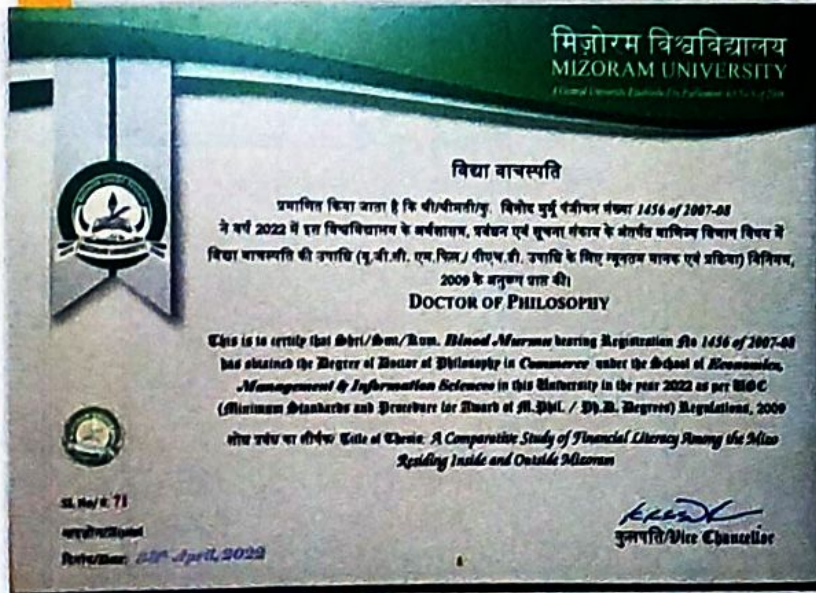 मिज़ोरम विश्वविद्यालय
MIZORAM UNIVERSITY
विद्या वाचस्पति
प्रमाणित किया जाता है कि श्री/श्रीमती/कु. बिनोद मुर्मू पंजीयन संख्या 1456 of 2007-08
ने वर्ष 2022 में इस विश्वविद्यालय के अर्थशास्त्र, प्रबंधन एवं सूचना संकाय के अंतर्गत वाणिज्य विभाग विषय में
विद्या वाचस्पति की उपाधि (यू.जी.सी. एम.फिल./ पीएच.डी. उपाधि के लिए न्यूनतम मानक एवं प्रक्रिया) विनियम,
2009 के अनुरूप प्राप्त की।
DOCTOR OF PHILOSOPHY
This is to certify that Shri/Smt/Kum. Binod Murmu bearing Registration No 1456 of 2007-08
has obtained the Degree of Doctor of Philosophy in Commerce under the School of Economics,
Management & Information Sciences in this University in the year 2022 as per UGC
(Minimum Standards and Procedure for Award of M.Phil. / Ph.D. Degrees) Regulations, 2009
शोध प्रबंध का शीर्षक/ Title of Thesis: A Comparative Study of Financial Literacy Among the Mizo
Residing Inside and Outside Mizoram
Sl. No/सं. 71
दिनांक/Date: April, 2022
कुलपति/Vice Chancellor